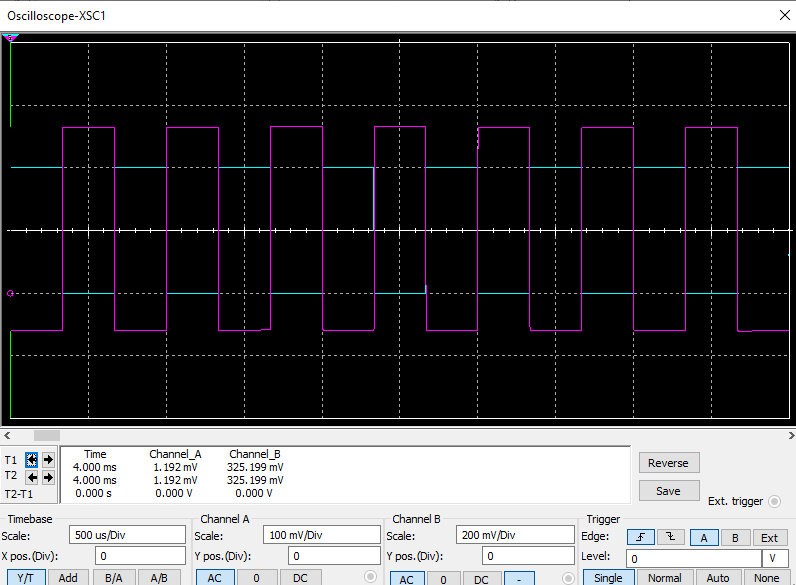 Oscilloscope-XSC1
Time Channel_A Channel_B
T1 4.000 ms 1.192 mV 325.199 mV
T2 4.000 ms 1.192 mV 325.199 mV
T2-T1 0.000 s 0.000 V 0.000 V
Reverse
Save
Ext. trigger
Timebase
Scale: 500 us/Div
X pos.(Div): 0
Y/T Add B/A A/B
Channel A
Scale: 100 mV/Div
Y pos.(Div): 0
AC 0 DC
Channel B
Scale: 200 mV/Div
Y pos.(Div): 0
AC 0 DC -
Trigger
Edge: A B Ext
Level: 0 V
Single Normal Auto None